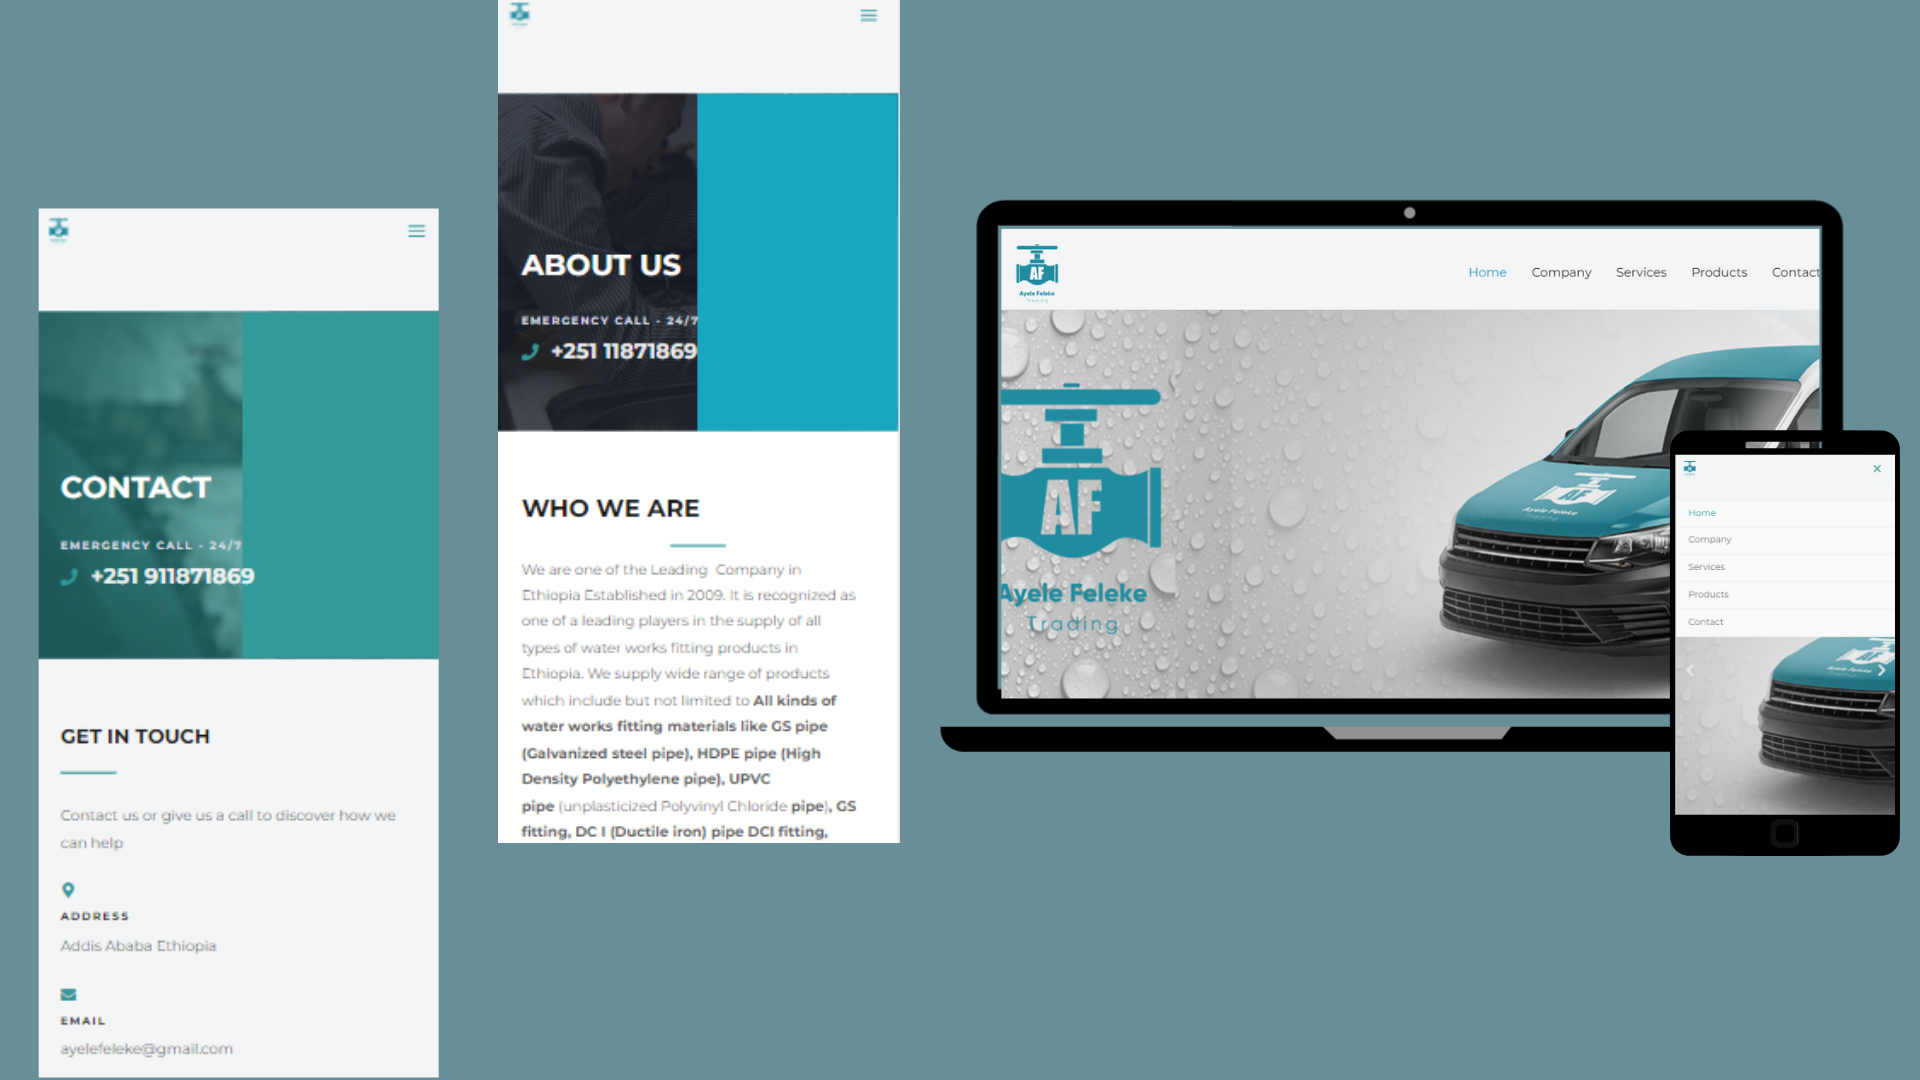 CONTACT
EMERGENCY CALL - 24/7
+251 911871869
GET IN TOUCH
Contact us or give us a call to discover how we
can help
ADDRESS
Addis Ababa Ethiopia
EMAIL
ayelefeleke@gmail.com
ABOUT US
EMERGENCY CALL - 24/7
+251 11871869
WHO WE ARE
We are one of the Leading Company in
Ethiopia Established in 2009. It is recognized as
one of a leading players in the supply of all
types of water works fitting products in
Ethiopia. We supply wide range of products
which include but not limited to All kinds of
water works fitting materials like GS pipe
(Galvanized steel pipe), HDPE pipe (High
Density Polyethylene pipe), UPVC
pipe (unplasticized Polyvinyl Chloride pipe), GS
fitting, DC I (Ductile iron) pipe DCI fitting,
AF
Ayele Feleke
Trading
Home Company Services Products Contact
AF
Ayele Feleke
Trading
AF
Ayele Feleke
Trading
Home
Company
Services
Products
Contact